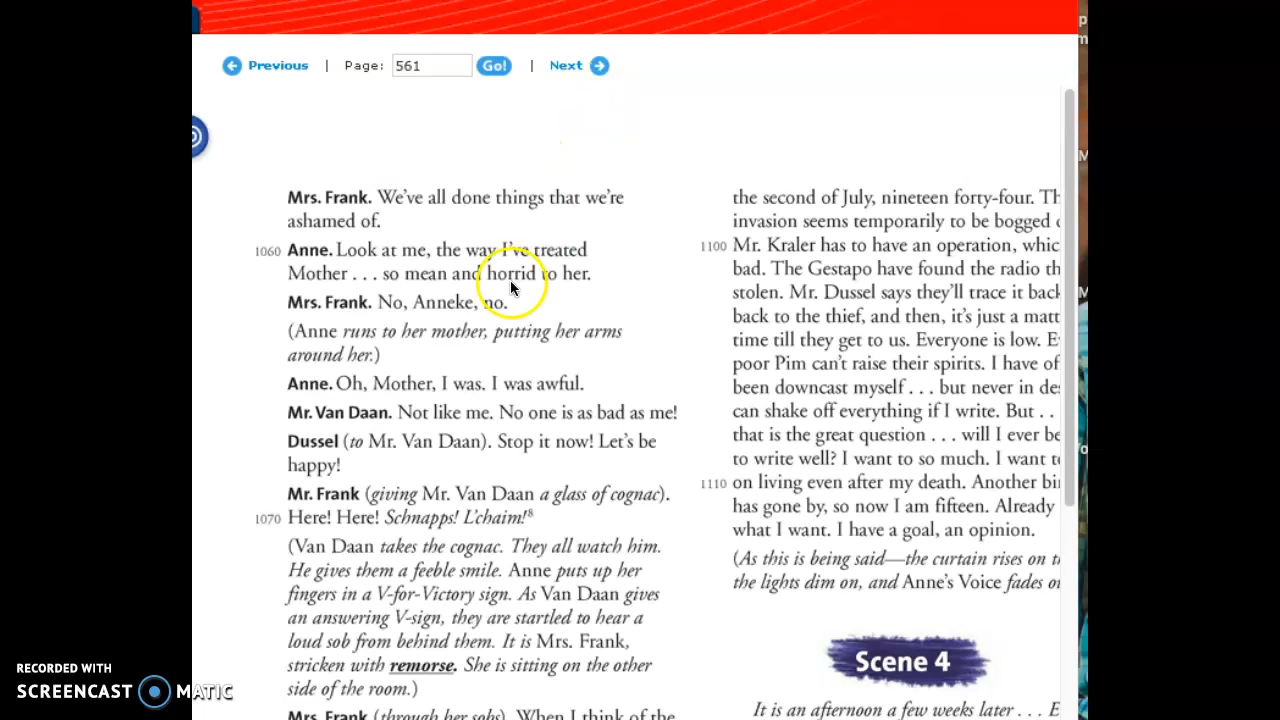 Previous | Page: 561 Go! | Next
Mrs. Frank. We've all done things that we're
ashamed of.
1060 Anne. Look at me, the way I've treated
Mother . . . so mean and horrid to her.
Mrs. Frank. No, Anneke, no.
(Anne runs to her mother, putting her arms
around her.)
Anne. Oh, Mother, I was. I was awful.
Mr. Van Daan. Not like me. No one is as bad as me!
Dussel (to Mr. Van Daan). Stop it now! Let's be
happy!
Mr. Frank (giving Mr. Van Daan a glass of cognac).
1070 Here! Here! Schnapps! L'chaim!⁸
(Van Daan takes the cognac. They all watch him.
He gives them a feeble smile. Anne puts up her
fingers in a V-for-Victory sign. As Van Daan gives
an answering V-sign, they are startled to hear a
loud sob from behind them. It is Mrs. Frank,
stricken with remorse. She is sitting on the other
side of the room.)
Mrs. Frank (through her sobs). When I think of the
the second of July, nineteen forty-four. Th
invasion seems temporarily to be bogged
1100 Mr. Kraler has to have an operation, whic
bad. The Gestapo have found the radio th
stolen. Mr. Dussel says they'll trace it back
back to the thief, and then, it's just a matt
time till they get to us. Everyone is low. E
poor Pim can't raise their spirits. I have of
been downcast myself . . . but never in de
can shake off everything if I write. But . .
that is the great question . . . will I ever be
to write well? I want to so much. I want t
1110 on living even after my death. Another bi
has gone by, so now I am fifteen. Already
what I want. I have a goal, an opinion.
(As this is being said—the curtain rises on t
the lights dim on, and Anne's Voice fades o
Scene 4
It is an afternoon a few weeks later . . . E
RECORDED WITH
SCREENCAST MATIC